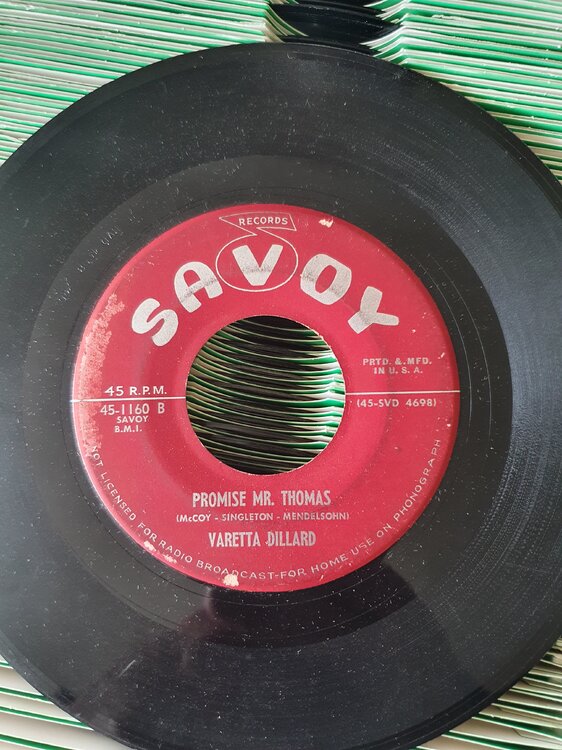 RECORDS
SAVOY
PRTD. & MFD.
IN U. S. A.
45 R.P.M.
45-1160 B
SAVOY
B.M.I.
(45-SVD 4698)
PROMISE MR. THOMAS
(McCOY - SINGLETON - MENDELSOHN)
VARETTA DILLARD
NOT LICENSED FOR RADIO BROADCAST-FOR HOME USE ON PHONOGRAPH